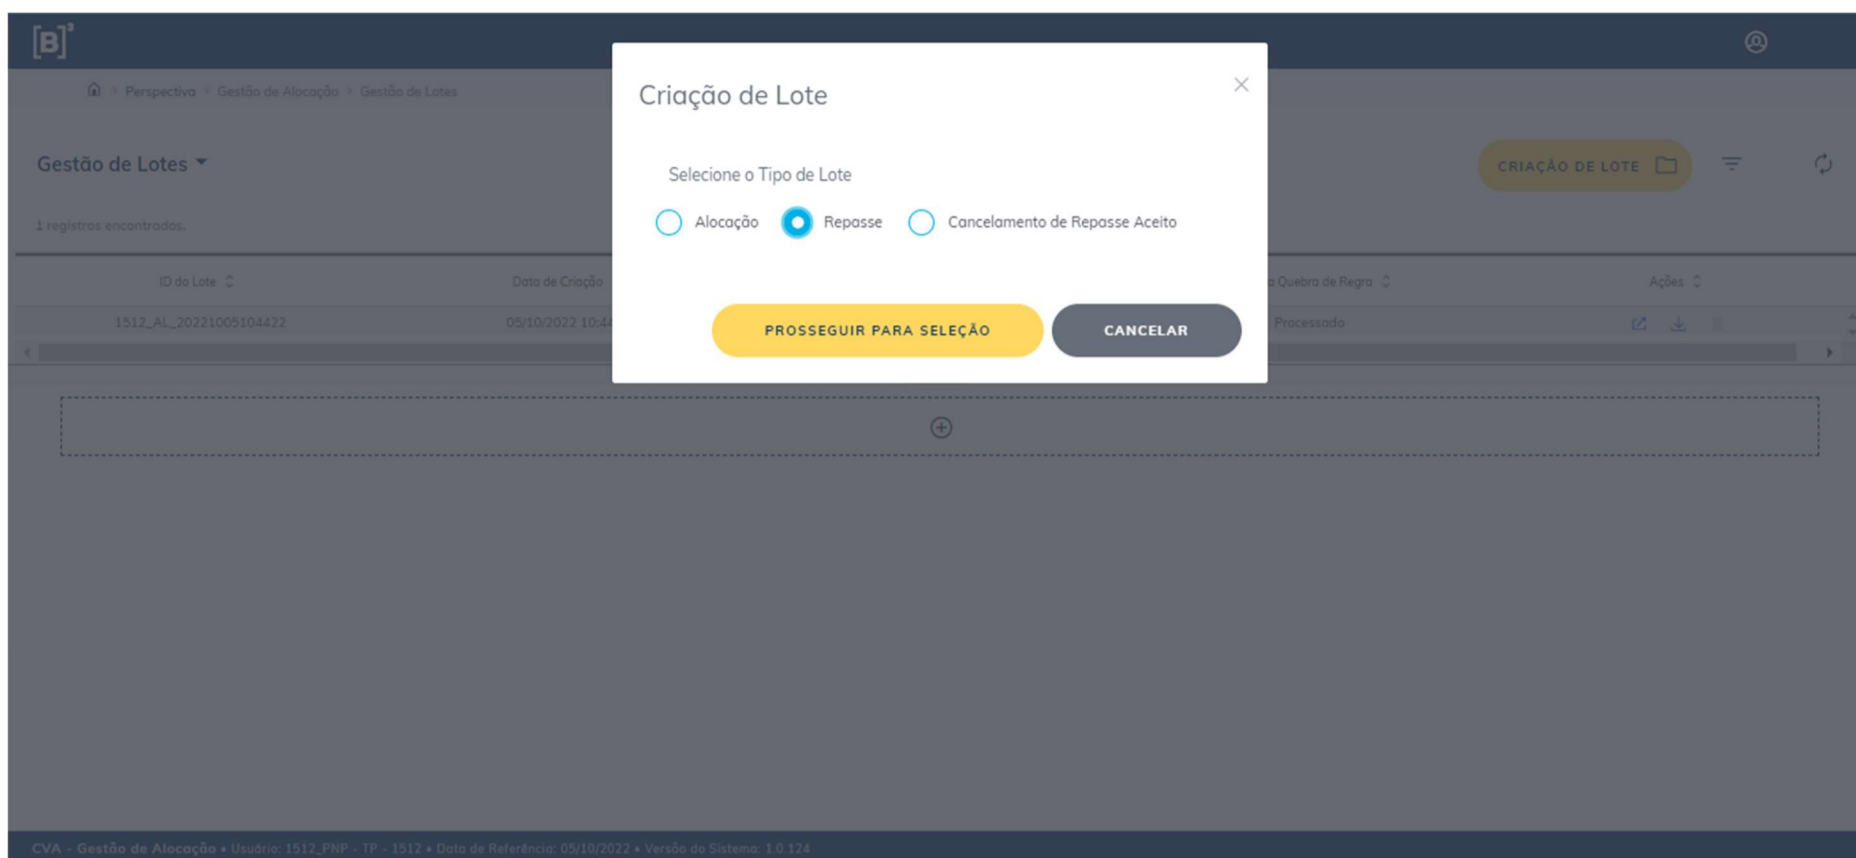 [B]³
Perspectiva Gestão de Alocação Gestão de Lotes
Criação de Lote
Gestão de Lotes
CRIAÇÃO DE LOTE
Selecione o Tipo de Lote
1 registros encontrados.
Alocação Repasse Cancelamento de Repasse Aceito
ID do Lote Data de Criação Quebra de Regra Ações
1512_AL_20221005104422 05/10/2022 10:44 Processado
PROSSEGUIR PARA SELEÇÃO CANCELAR
CVA - Gestão de Alocação • Usuário: 1512_PNP - TP - 1512 • Data de Referência: 05/10/2022 • Versão do Sistema: 1.0.124